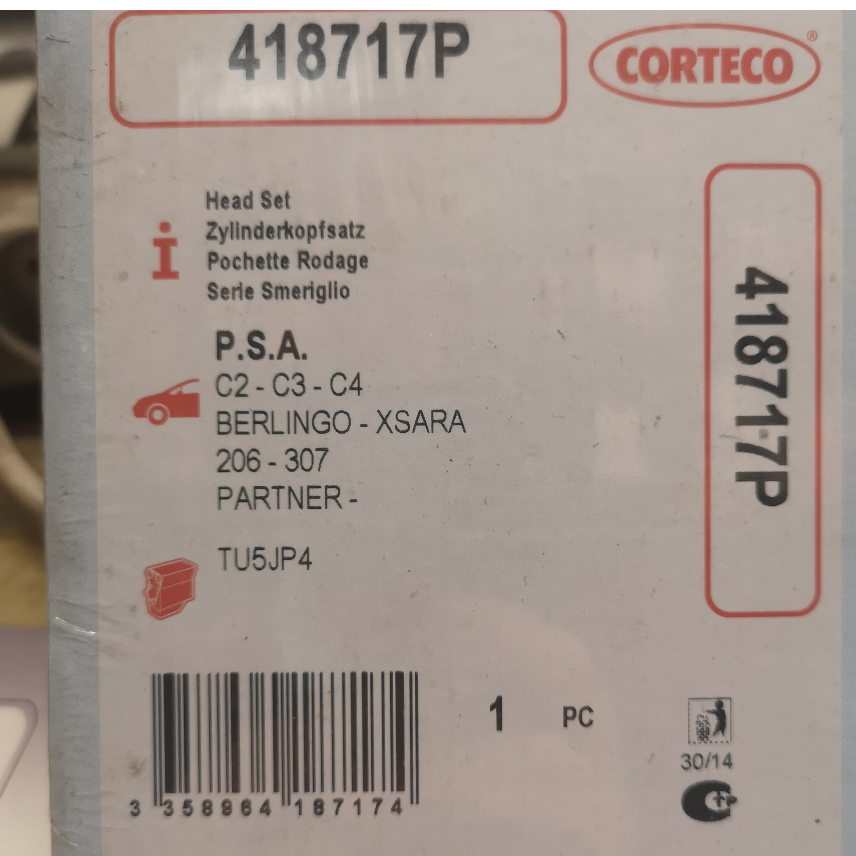 418717P
CORTECO®
Head Set
Zylinderkopfsatz
Pochette Rodage
Serie Smeriglio
418717P
P.S.A.
C2 - C3 - C4
BERLINGO - XSARA
206 - 307
PARTNER -
TU5JP4
1 PC
30/14
3 358964 187174